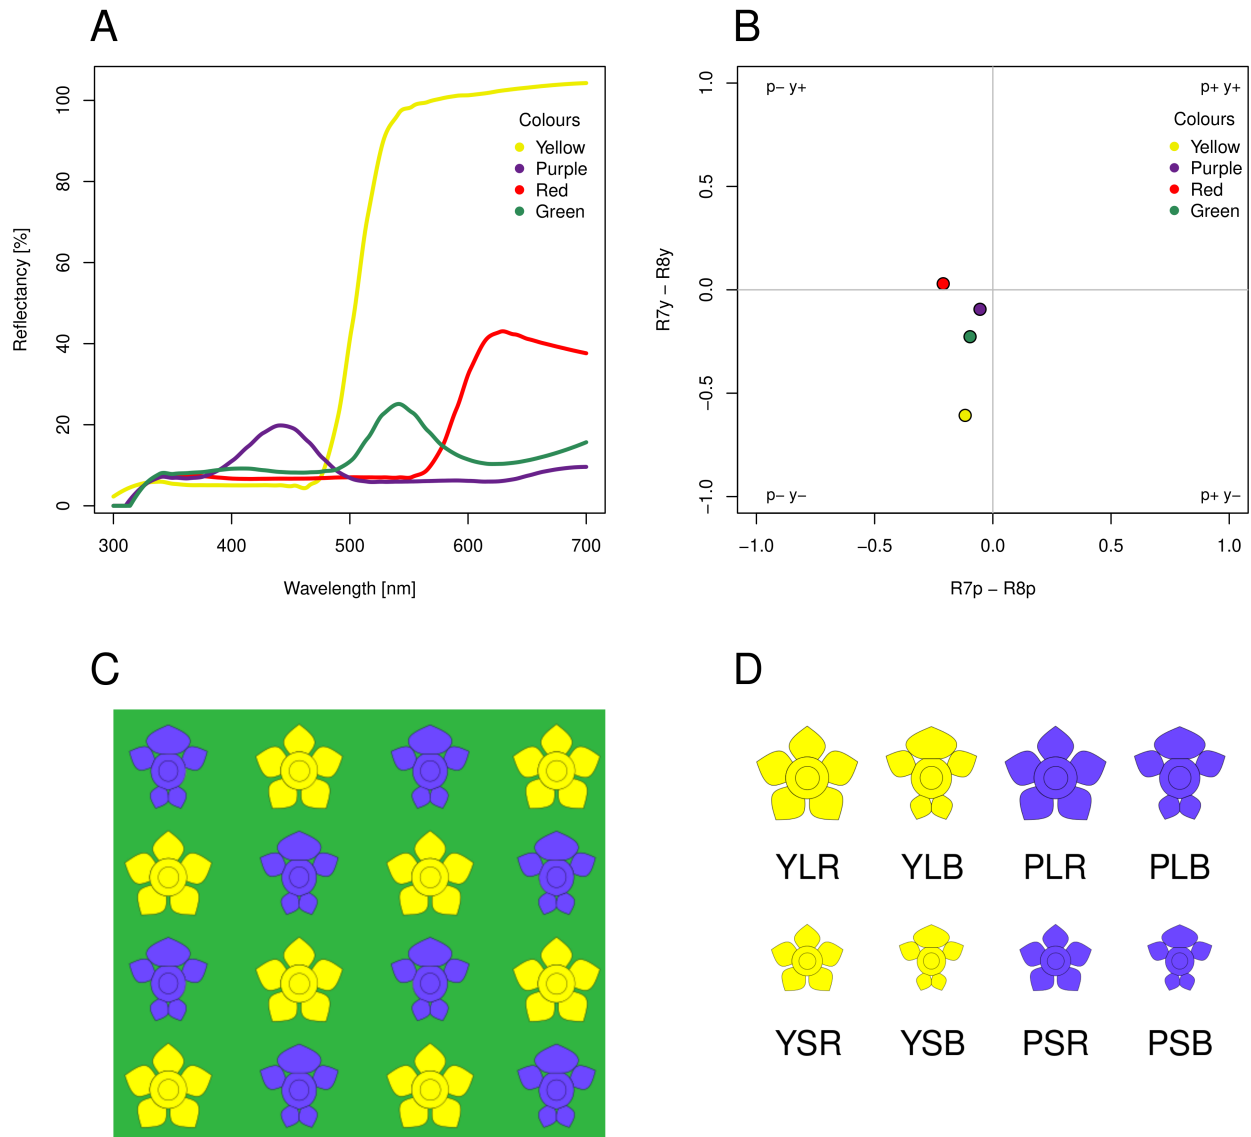 A
100
80
60
40
20
0
Reflectancy [%]
300 400 500 600 700
Wavelength [nm]
Colours
Yellow
Purple
Red
Green
B
p− y+
p+ y+
Colours
Yellow
Purple
Red
Green
1.0
0.5
0.0
−0.5
−1.0
R7y − R8y
p− y−
p+ y−
−1.0 −0.5 0.0 0.5 1.0
R7p − R8p
C
D
YLR YLB PLR PLB
YSR YSB PSR PSB